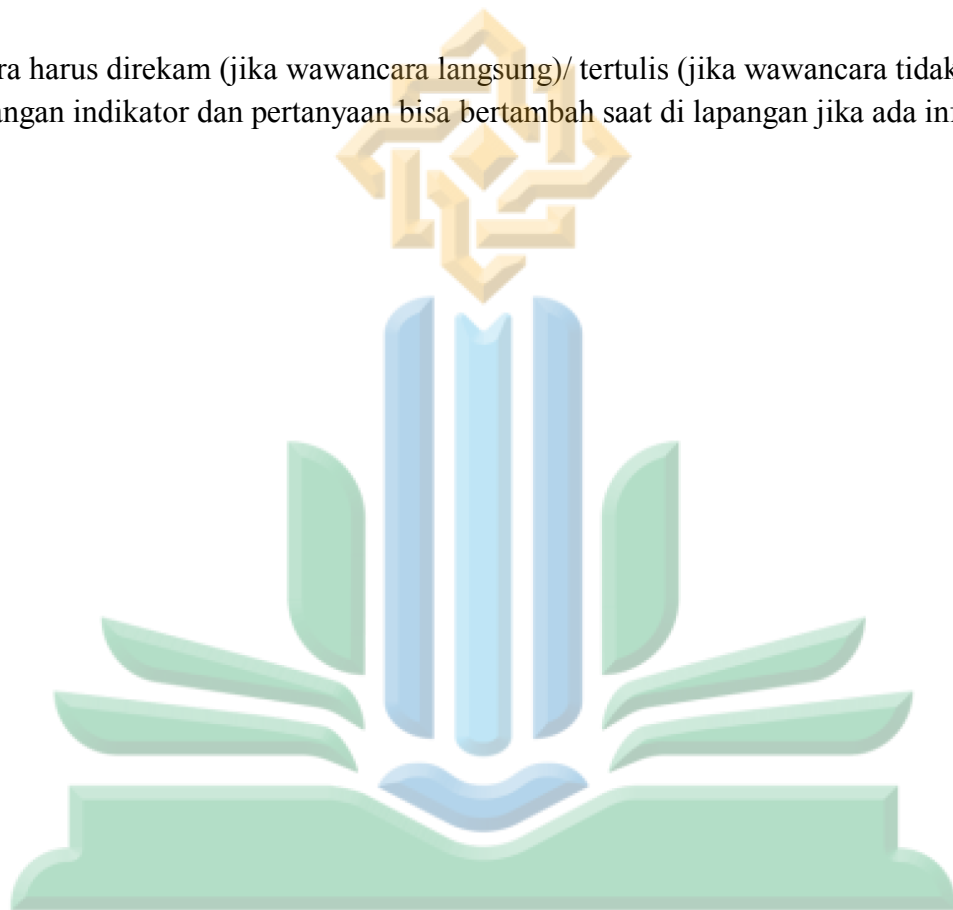 ra harus direkam (jika wawancara langsung)/ tertulis (jika wawancara tidak
angan indikator dan pertanyaan bisa bertambah saat di lapangan jika ada in